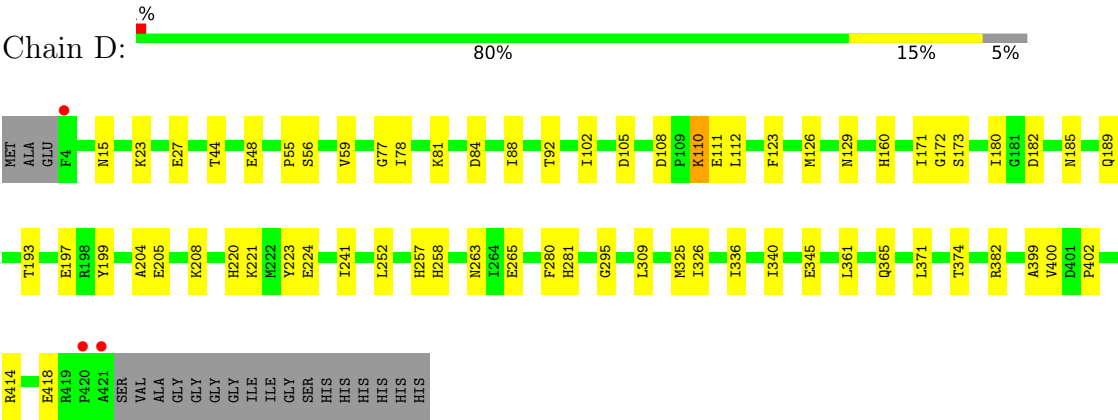 .%
Chain D:
80% 15% 5%
MET ALA GLU F4 N15 K23 E27 T44 E48 P55 S56 V59 G77 I78 K81 D84 I88 T92 I102 D105 D108 P109 K110 E111 L112 F123 M126 N129 H160 I171 G172 S173 I180 G181 D182 N185 Q189
T193 E197 R198 Y199 A204 E205 K208 H220 K221 M222 Y223 E224 I241 L252 H257 H258 N263 I264 E265 F280 H281 G295 L309 M325 I326 I336 I340 E345 L361 Q365 L371 T374 R382 A399 V400 D401 P402
R414 E418 R419 P420 A421 SER VAL ALA GLY GLY GLY GLY ILE ILE GLY SER HIS HIS HIS HIS HIS HIS